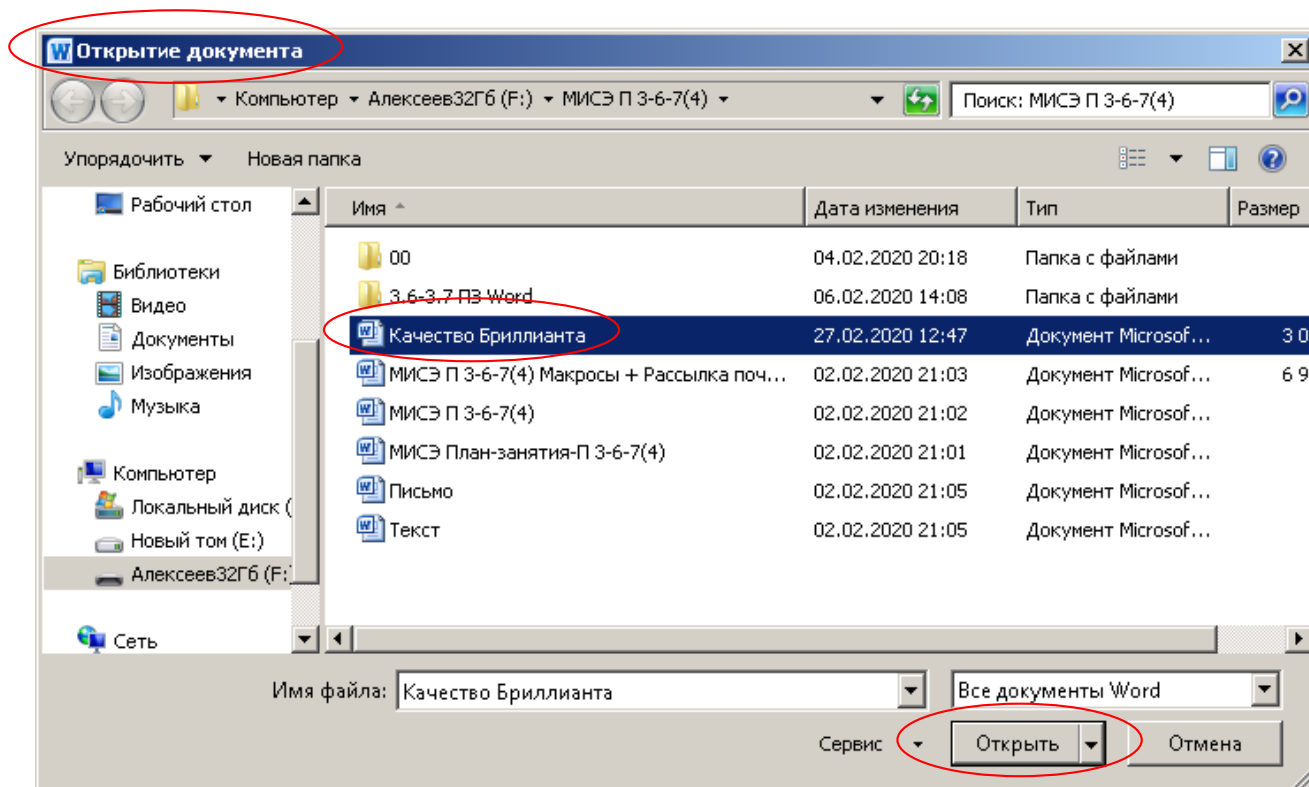 Открытие документа
Компьютер Алексеев32Гб (F:) МИСЭ П 3-6-7(4) Поиск: МИСЭ П 3-6-7(4)
Упорядочить Новая папка
Рабочий стол
Библиотеки
Видео
Документы
Изображения
Музыка
Компьютер
Локальный диск (
Новый том (E:)
Алексеев32Гб (F:
Сеть
Имя Дата изменения Тип Размер
00 04.02.2020 20:18 Папка с файлами
3.6-3.7 ПЗ Word 06.02.2020 14:08 Папка с файлами
Качество Бриллианта 27.02.2020 12:47 Документ Microsof... 3 0
МИСЭ П 3-6-7(4) Макросы + Рассылка поч... 02.02.2020 21:03 Документ Microsof... 6 9
МИСЭ П 3-6-7(4) 02.02.2020 21:02 Документ Microsof...
МИСЭ План-занятия-П 3-6-7(4) 02.02.2020 21:01 Документ Microsof...
Письмо 02.02.2020 21:05 Документ Microsof...
Текст 02.02.2020 21:05 Документ Microsof...
Имя файла: Качество Бриллианта Все документы Word
Сервис Открыть Отмена